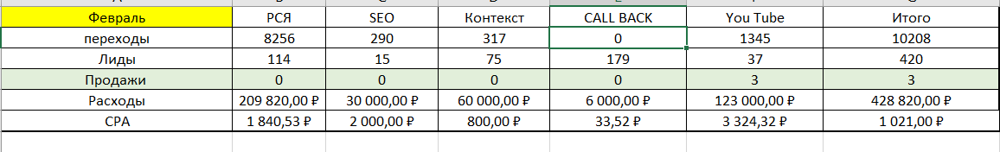 Февраль РСЯ SEO Контекст CALL BACK You Tube Итого
переходы 8256 290 317 0 1345 10208
Лиды 114 15 75 179 37 420
Продажи 0 0 0 0 3 3
Расходы 209 820,00 ₽ 30 000,00 ₽ 60 000,00 ₽ 6 000,00 ₽ 123 000,00 ₽ 428 820,00 ₽
CPA 1 840,53 ₽ 2 000,00 ₽ 800,00 ₽ 33,52 ₽ 3 324,32 ₽ 1 021,00 ₽